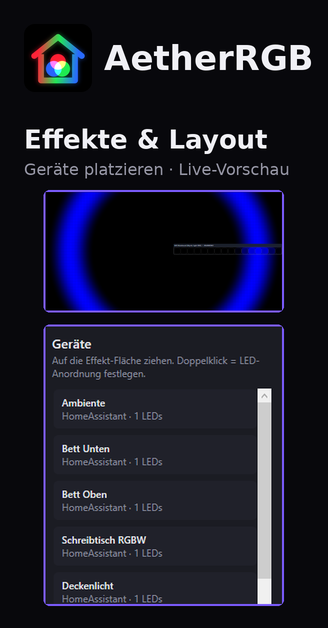 AetherRGB
Effekte & Layout
Geräte platzieren · Live-Vorschau
Geräte
Auf die Effekt-Fläche ziehen. Doppelklick = LED-
Anordnung festlegen.
Ambiente
HomeAssistant · 1 LEDs
Bett Unten
HomeAssistant · 1 LEDs
Bett Oben
HomeAssistant · 1 LEDs
Schreibtisch RGBW
HomeAssistant · 1 LEDs
Deckenlicht
HomeAssistant · 1 LEDs